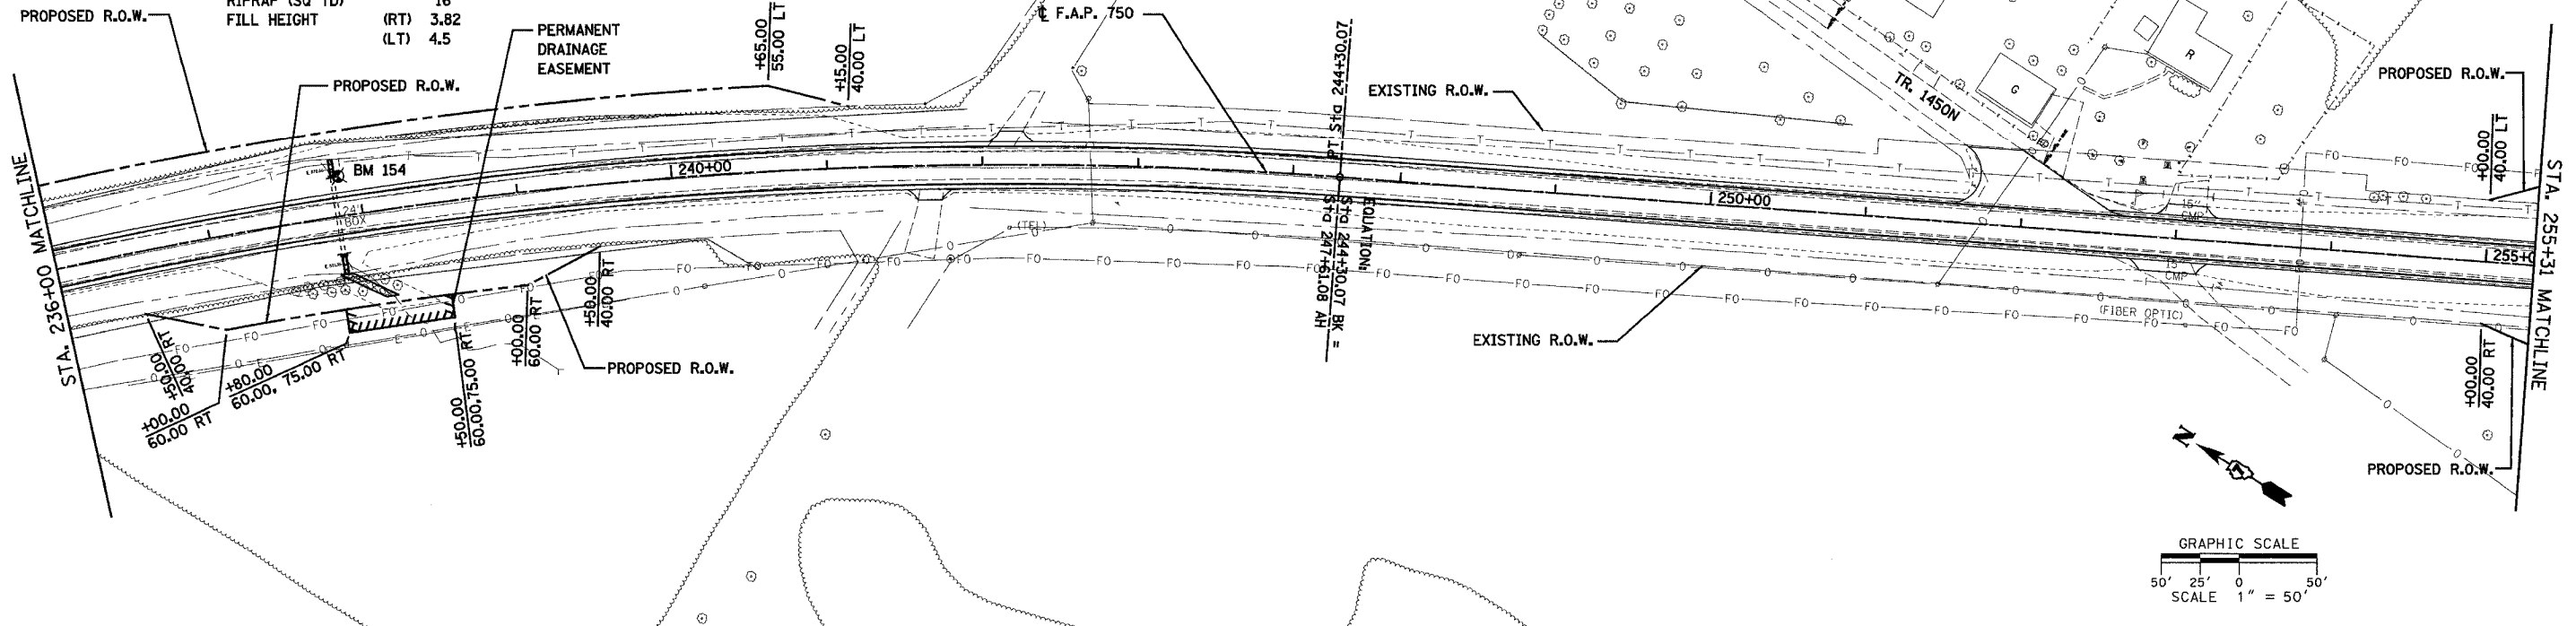 PROPOSED R.O.W.
RIPRAP (SQ YD) 16
FILL HEIGHT (RT) 3.82
(LT) 4.5
PERMANENT
DRAINAGE
EASEMENT
PROPOSED R.O.W.
+65.00
55.00 LT
+15.00
40.00 LT
℄ F.A.P. 750
PT Sta 244+30.07
EXISTING R.O.W.
TR. 1450N
G
R
PROPOSED R.O.W.
+00.00
40.00 LT
STA. 236+00 MATCHLINE
BM 154
24"
BOX
240+00
250+00
255+0
15"
CMP
15"
CMP
STA. 255+31 MATCHLINE
EQUATION:
Sta 244+30.07 BK =
Sta 247+61.08 AH
(TEL)
(FIBER OPTIC)
EXISTING R.O.W.
+50.00
40.00 RT
+00.00
60.00 RT
+80.00
60.00, 75.00 RT
+50.00
60.00,75.00 RT
+00.00
60.00 RT
+50.00
40.00 RT
PROPOSED R.O.W.
+00.00
40.00 RT
PROPOSED R.O.W.
N
GRAPHIC SCALE
50' 25' 0 50'
SCALE 1" = 50'